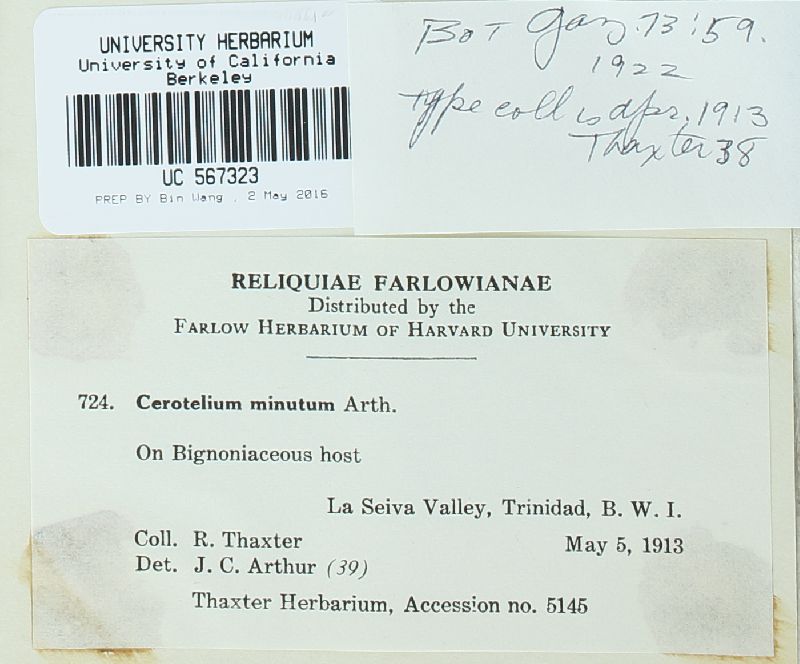 UNIVERSITY HERBARIUM
University of California
Berkeley
UC 567323
PREP BY Bin Wang , 2 May 2016
Bot Gaz. 73:59.
1922
Type coll is Apr. 1913
Thaxter 38
RELIQUIAE FARLOWIANAE
Distributed by the
FARLOW HERBARIUM OF HARVARD UNIVERSITY
724. Cerotelium minutum Arth.
On Bignoniaceous host
La Seiva Valley, Trinidad, B. W. I.
Coll. R. Thaxter May 5, 1913
Det. J. C. Arthur (39)
Thaxter Herbarium, Accession no. 5145